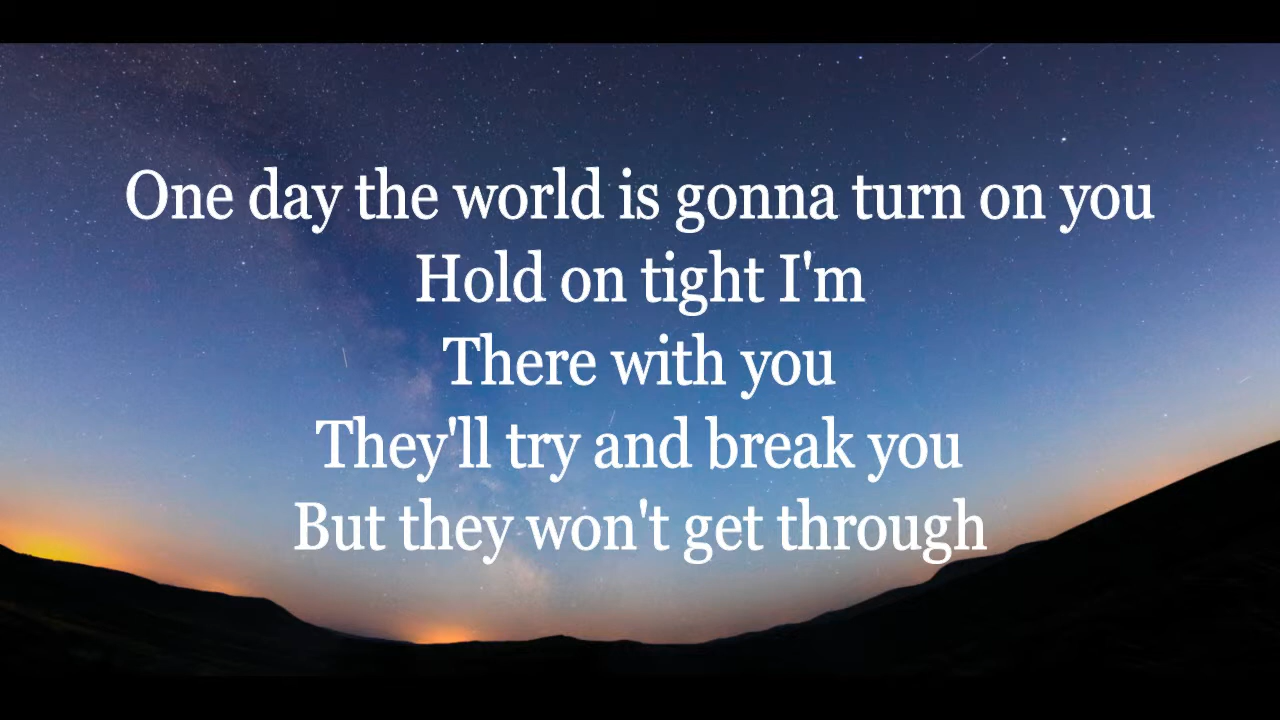 One day the world is gonna turn on you
Hold on tight I'm
There with you
They'll try and break you
But they won't get through